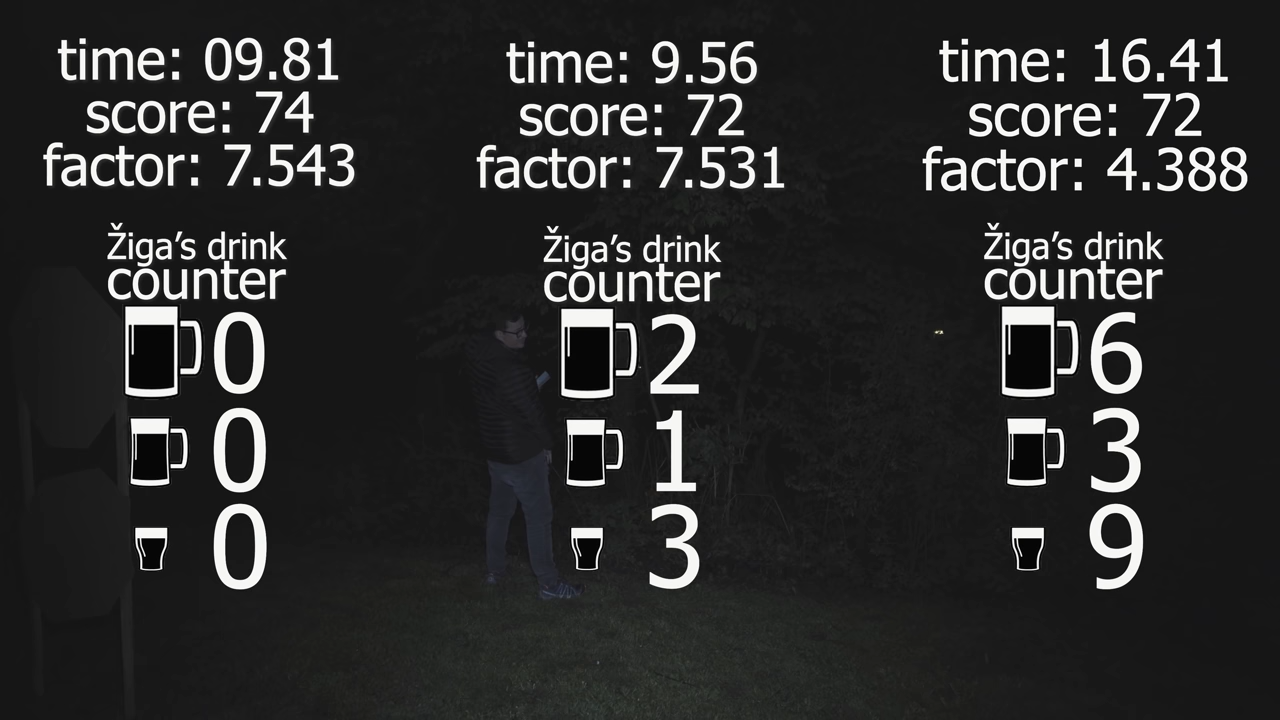 time: 09.81
score: 74
factor: 7.543
Žiga's drink
counter
0
0
0
time: 9.56
score: 72
factor: 7.531
Žiga's drink
counter
2
1
3
time: 16.41
score: 72
factor: 4.388
Žiga's drink
counter
6
3
9